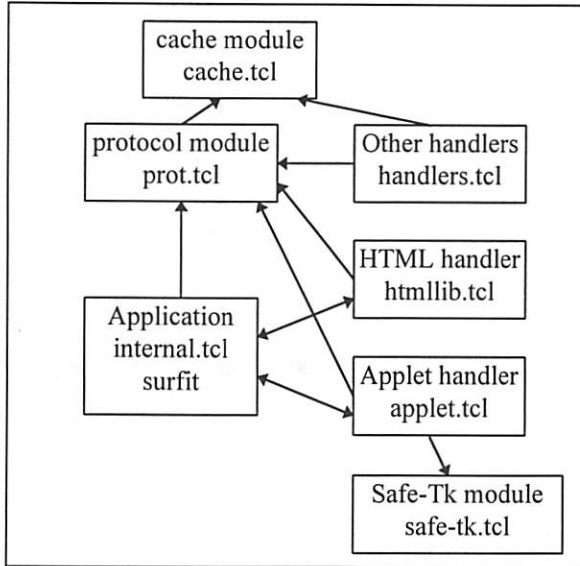 cache module
cache.tcl
protocol module
prot.tcl
Other handlers
handlers.tcl
HTML handler
htmllib.tcl
Application
internal.tcl
surfit
Applet handler
applet.tcl
Safe-Tk module
safe-tk.tcl